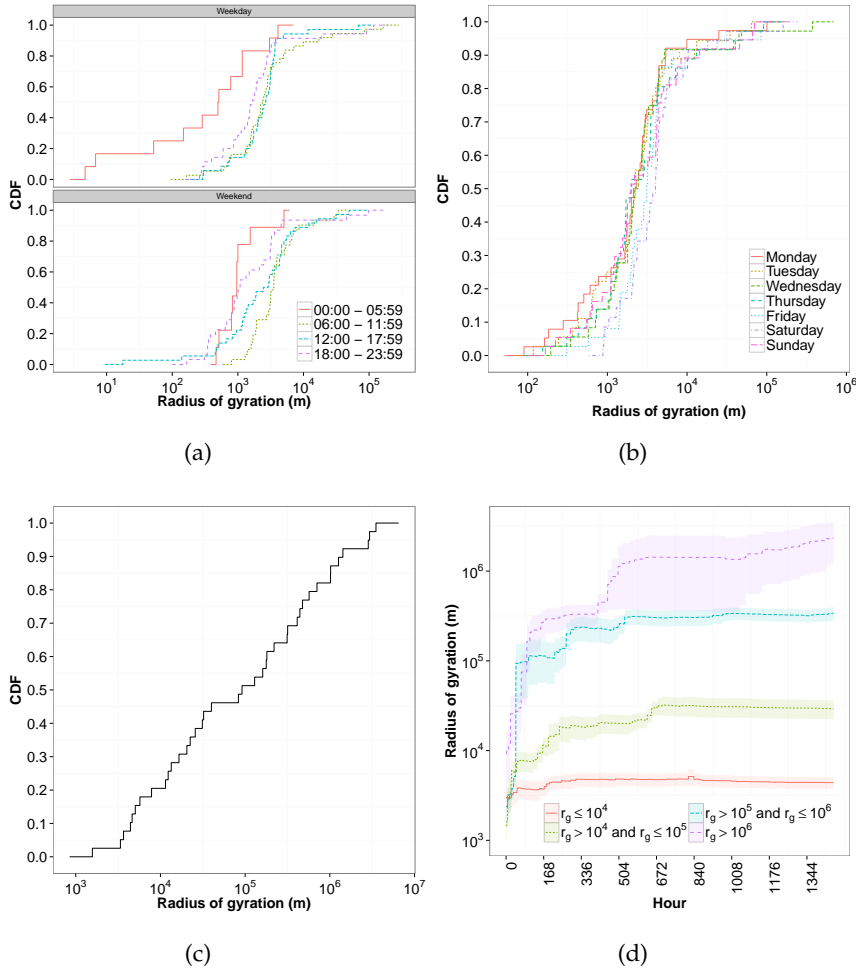 Weekday
1.0
0.8
0.6
0.4
0.2
0.0
Weekend
1.0
0.8
0.6
0.4
0.2
0.0
CDF
CDF
00:00 − 05:59
06:00 − 11:59
12:00 − 17:59
18:00 − 23:59
10¹ 10² 10³ 10⁴ 10⁵
Radius of gyration (m)
(a)
1.0
0.9
0.8
0.7
0.6
0.5
0.4
0.3
0.2
0.1
0.0
CDF
Monday
Tuesday
Wednesday
Thursday
Friday
Saturday
Sunday
10² 10³ 10⁴ 10⁵ 10⁶
Radius of gyration (m)
(b)
1.0
0.9
0.8
0.7
0.6
0.5
0.4
0.3
0.2
0.1
0.0
CDF
10³ 10⁴ 10⁵ 10⁶ 10⁷
Radius of gyration (m)
(c)
10⁶
10⁵
10⁴
10³
Radius of gyration (m)
r_g ≤ 10⁴
r_g > 10⁴ and r_g ≤ 10⁵
r_g > 10⁵ and r_g ≤ 10⁶
r_g > 10⁶
0 168 336 504 672 840 1008 1176 1344
Hour
(d)